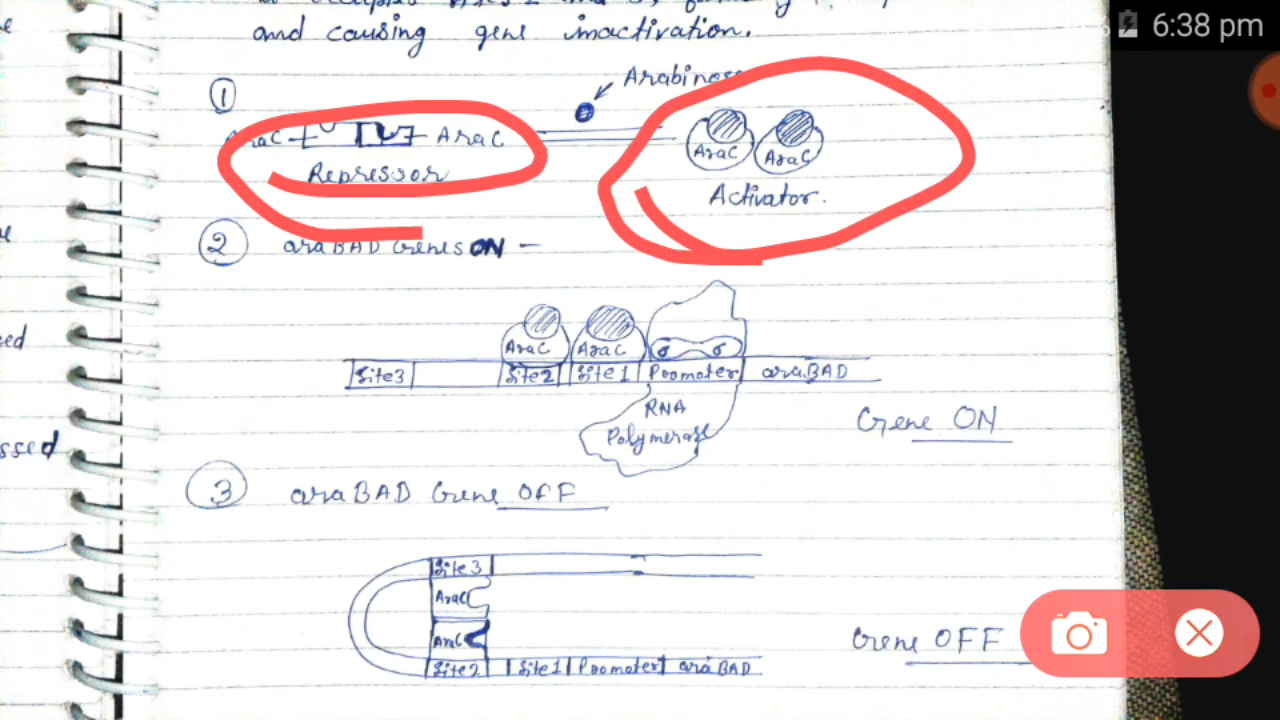 6:38 pm
and causing gene inactivation.
1
Arabinose
AraC
AraC
AraC
AraC
Repressor
Activator.
2
araBAD Genes ON -
AraC
AraC
Site3
Site2
Site1
Promoter
araBAD
RNA
Polymerase
Gene ON
3
araBAD Gene OFF
ssed
Site3
AraC
AraC
Gene OFF
Site2
Site1
Promoter
araBAD